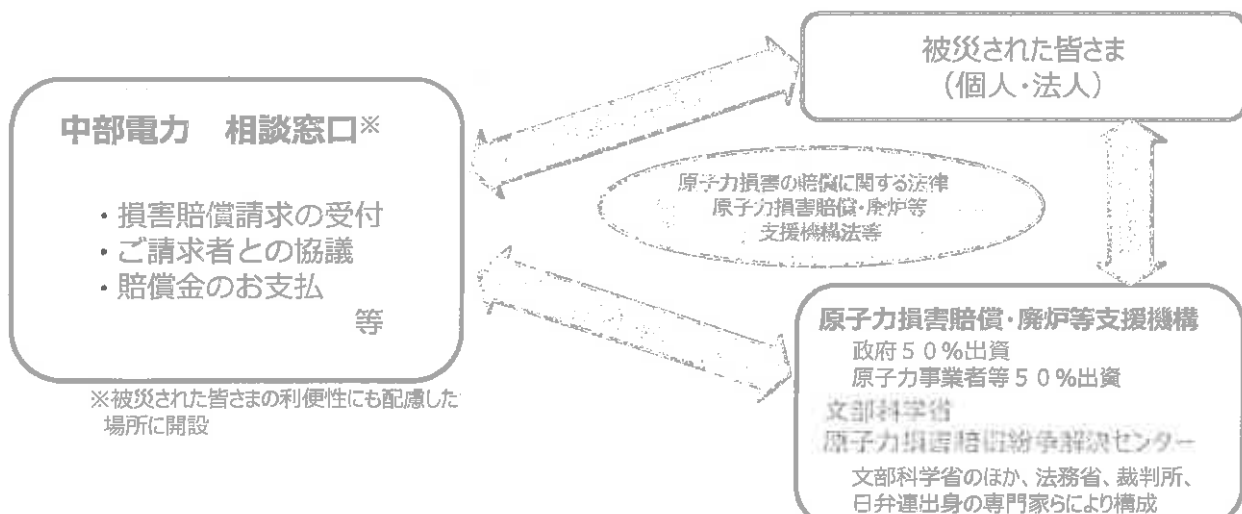 被災された皆さま
(個人・法人)
中部電力 相談窓口※
・損害賠償請求の受付
・ご請求者との協議
・賠償金のお支払
等
※被災された皆さまの利便性にも配慮した
場所に開設
原子力損害の賠償に関する法律
原子力損害賠償・廃炉等
支援機構法等
原子力損害賠償・廃炉等支援機構
政府50%出資
原子力事業者等50%出資
文部科学省
原子力損害賠償紛争解決センター
文部科学省のほか、法務省、裁判所、
日弁連出身の専門家らにより構成